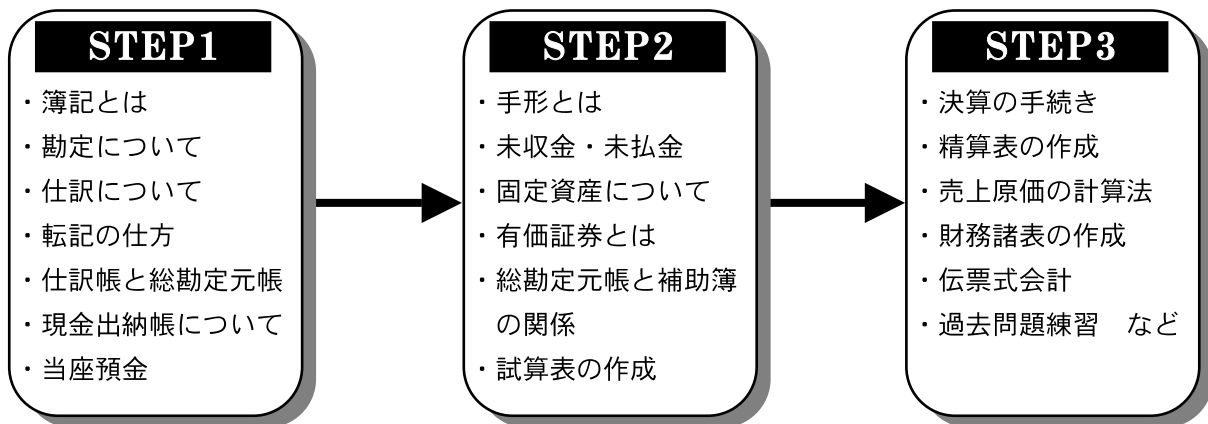 STEP1
・簿記とは
・勘定について
・仕訳について
・転記の仕方
・仕訳帳と総勘定元帳
・現金出納帳について
・当座預金
STEP2
・手形とは
・未収金・未払金
・固定資産について
・有価証券とは
・総勘定元帳と補助簿
の関係
・試算表の作成
STEP3
・決算の手続き
・精算表の作成
・売上原価の計算法
・財務諸表の作成
・伝票式会計
・過去問題練習　など